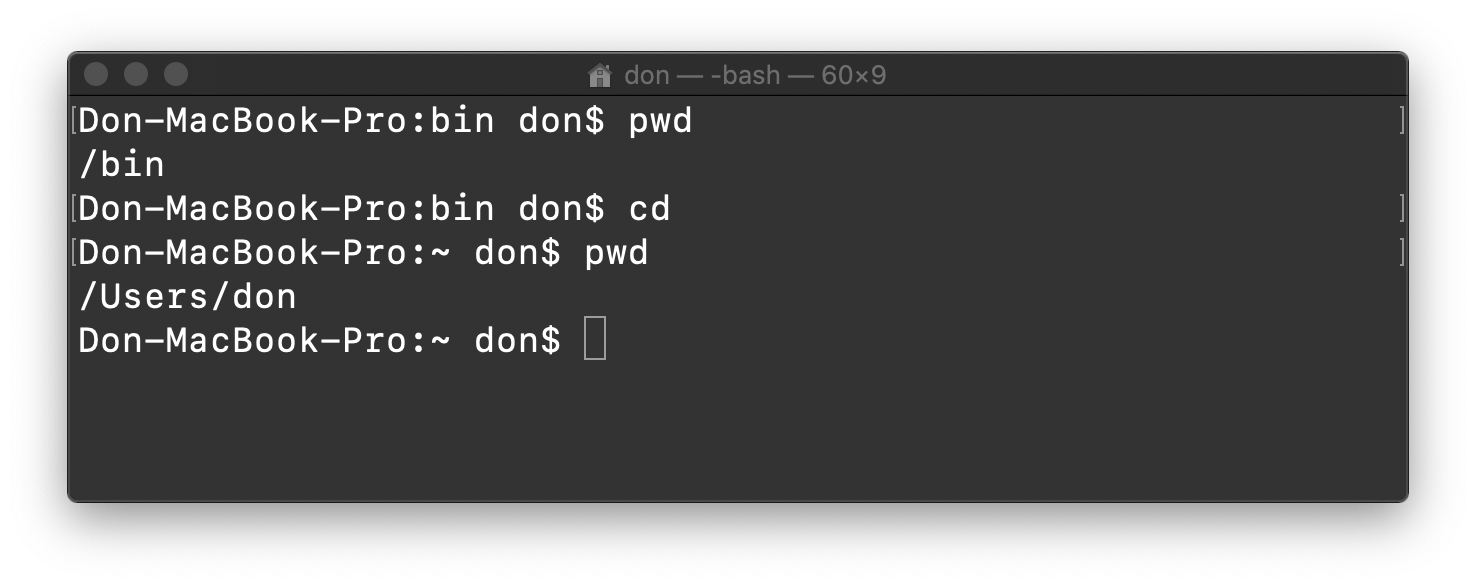 don — -bash — 60×9
Don-MacBook-Pro:bin don$ pwd
/bin
Don-MacBook-Pro:bin don$ cd
Don-MacBook-Pro:~ don$ pwd
/Users/don
Don-MacBook-Pro:~ don$